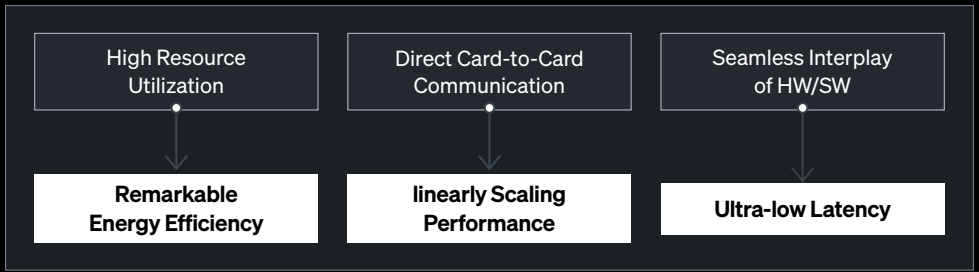 High Resource
Utilization
Direct Card-to-Card
Communication
Seamless Interplay
of HW/SW
Remarkable
Energy Efficiency
linearly Scaling
Performance
Ultra-low Latency